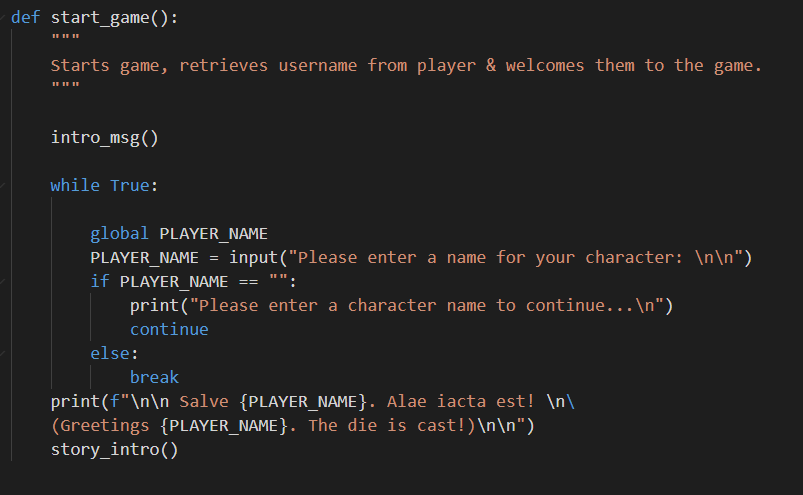 def start_game():
    """
    Starts game, retrieves username from player & welcomes them to the game.
    """
    intro_msg()
    while True:
        global PLAYER_NAME
        PLAYER_NAME = input("Please enter a name for your character: \n\n")
        if PLAYER_NAME == "":
            print("Please enter a character name to continue...\n")
            continue
        else:
            break
    print(f"\n\n Salve {PLAYER_NAME}. Alae iacta est! \n\
    (Greetings {PLAYER_NAME}. The die is cast!)\n\n")
    story_intro()